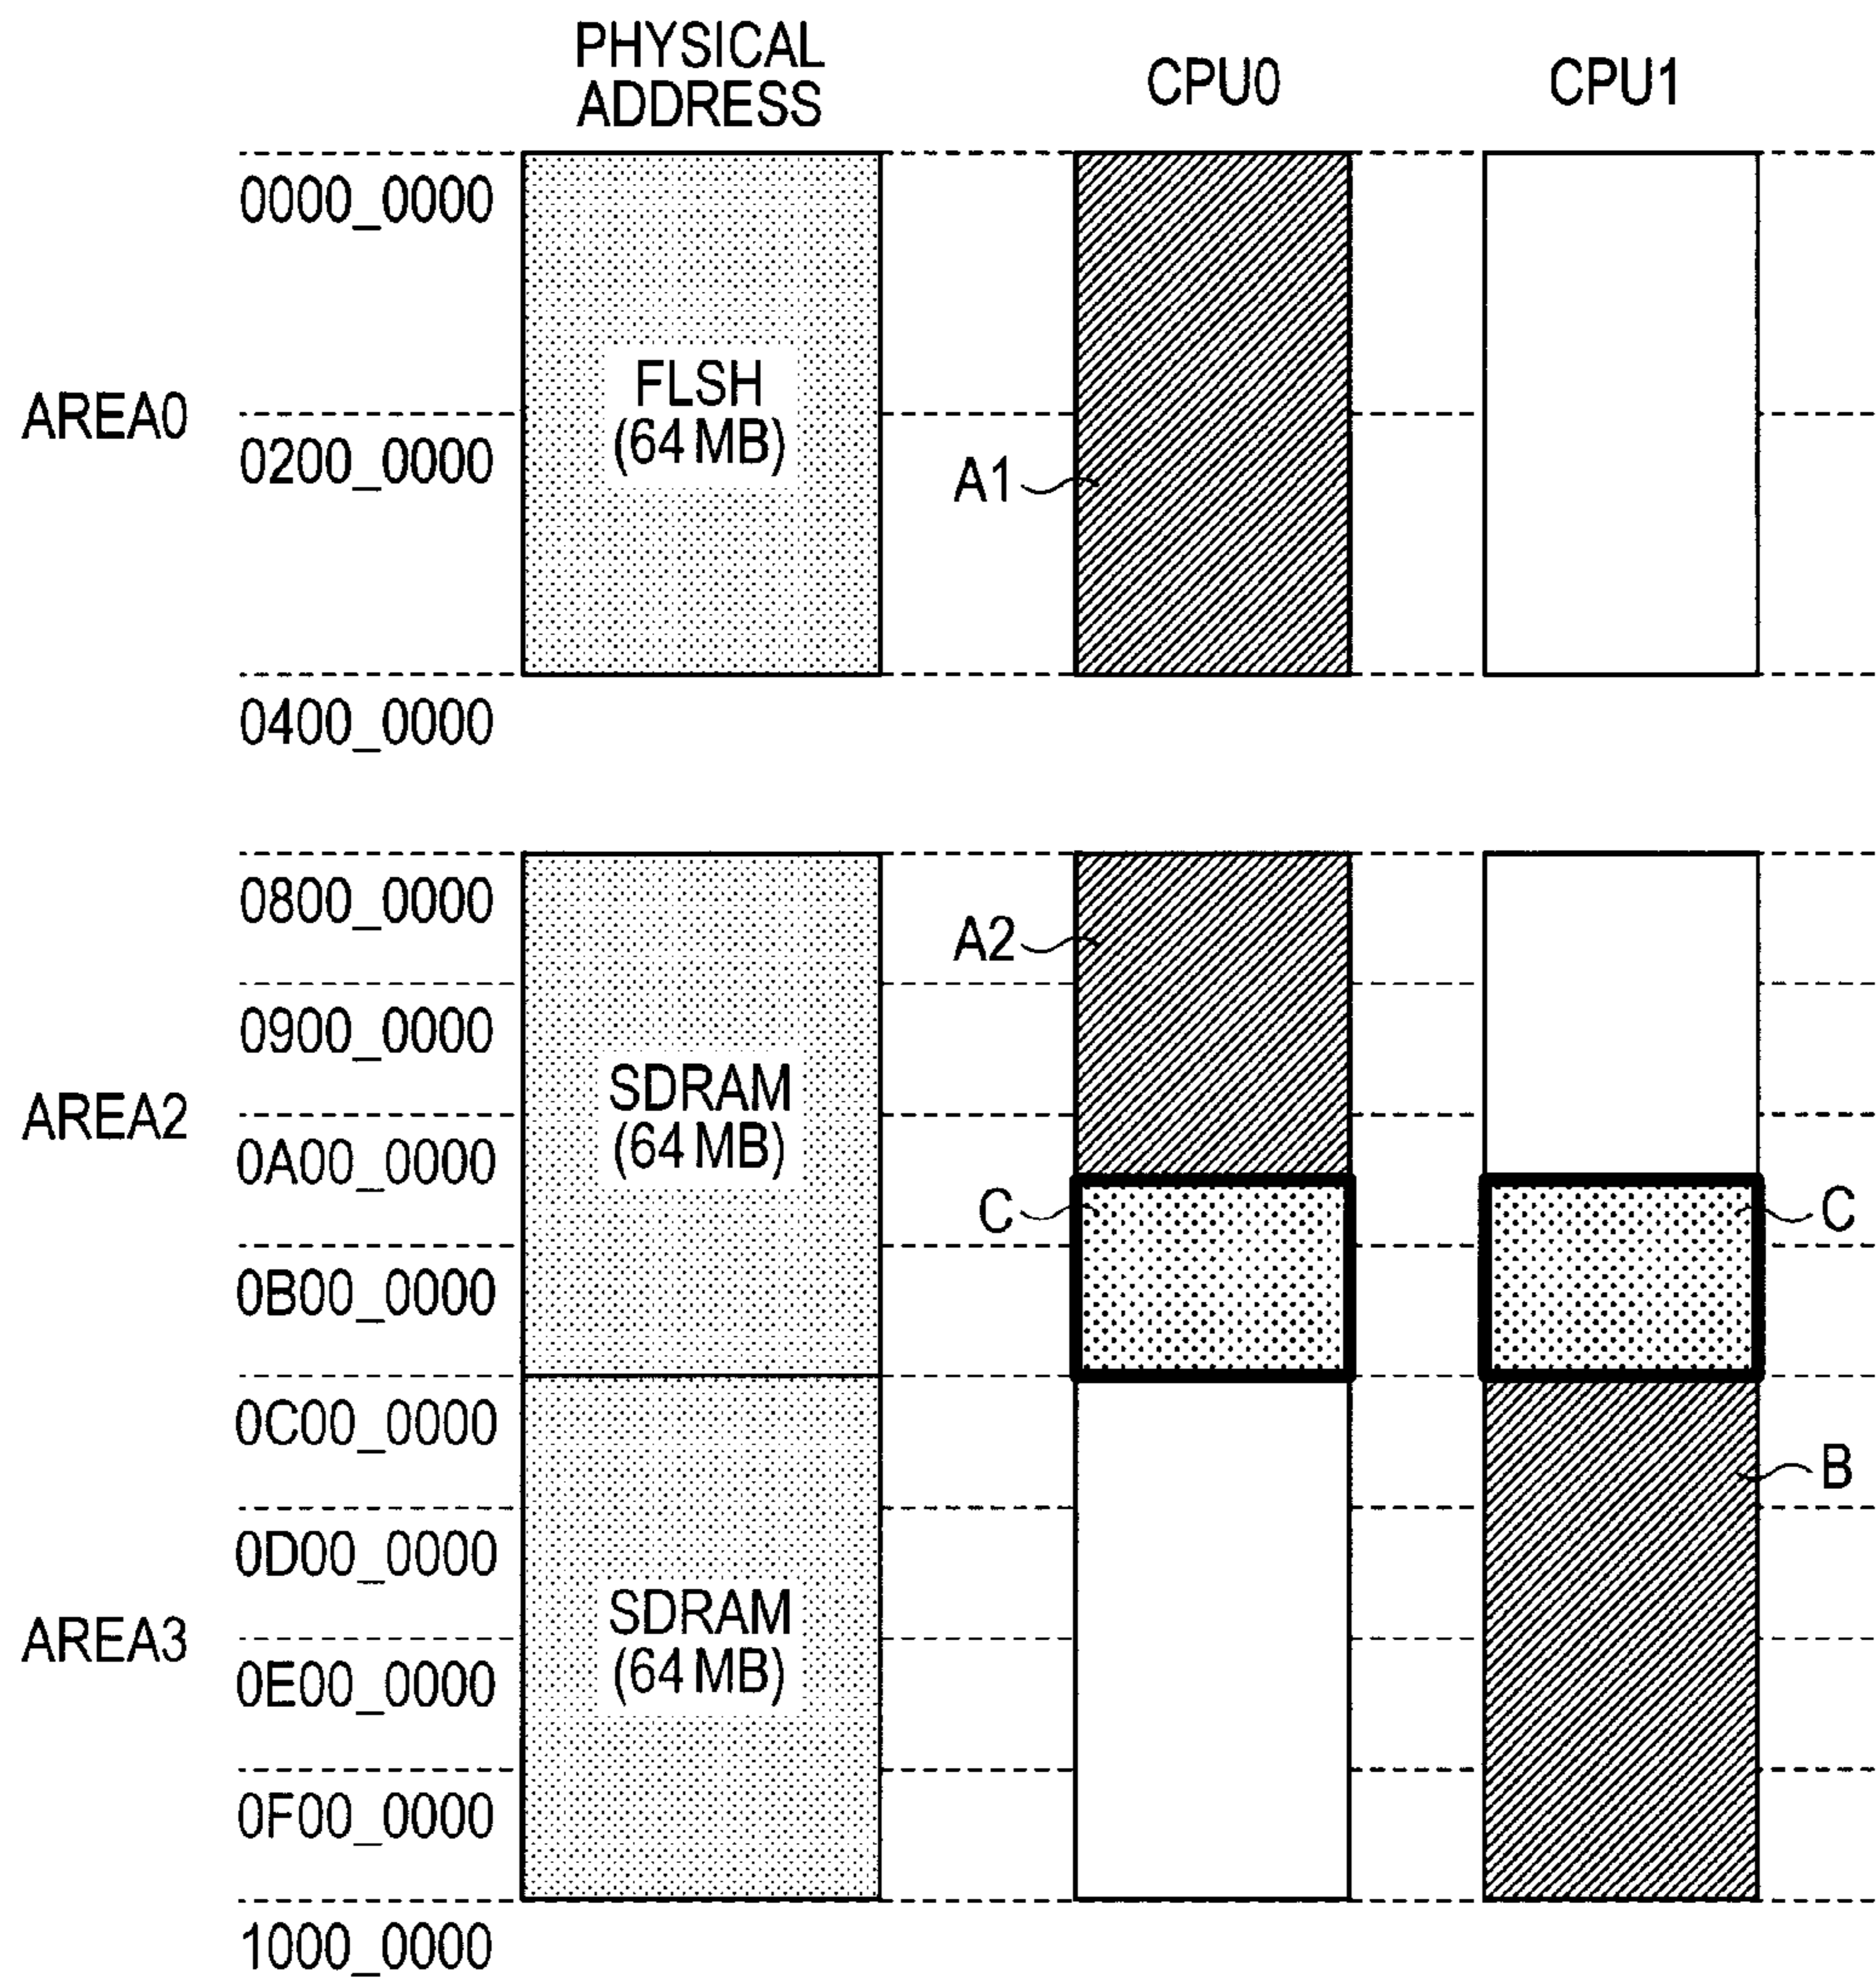 PHYSICAL
ADDRESS
CPU0
CPU1
0000_0000
FLSH
(64 MB)
AREA0
0200_0000
A1
0400_0000
0800_0000
A2
0900_0000
SDRAM
(64 MB)
AREA2
0A00_0000
C
C
0B00_0000
0C00_0000
B
0D00_0000
SDRAM
(64 MB)
AREA3
0E00_0000
0F00_0000
1000_0000